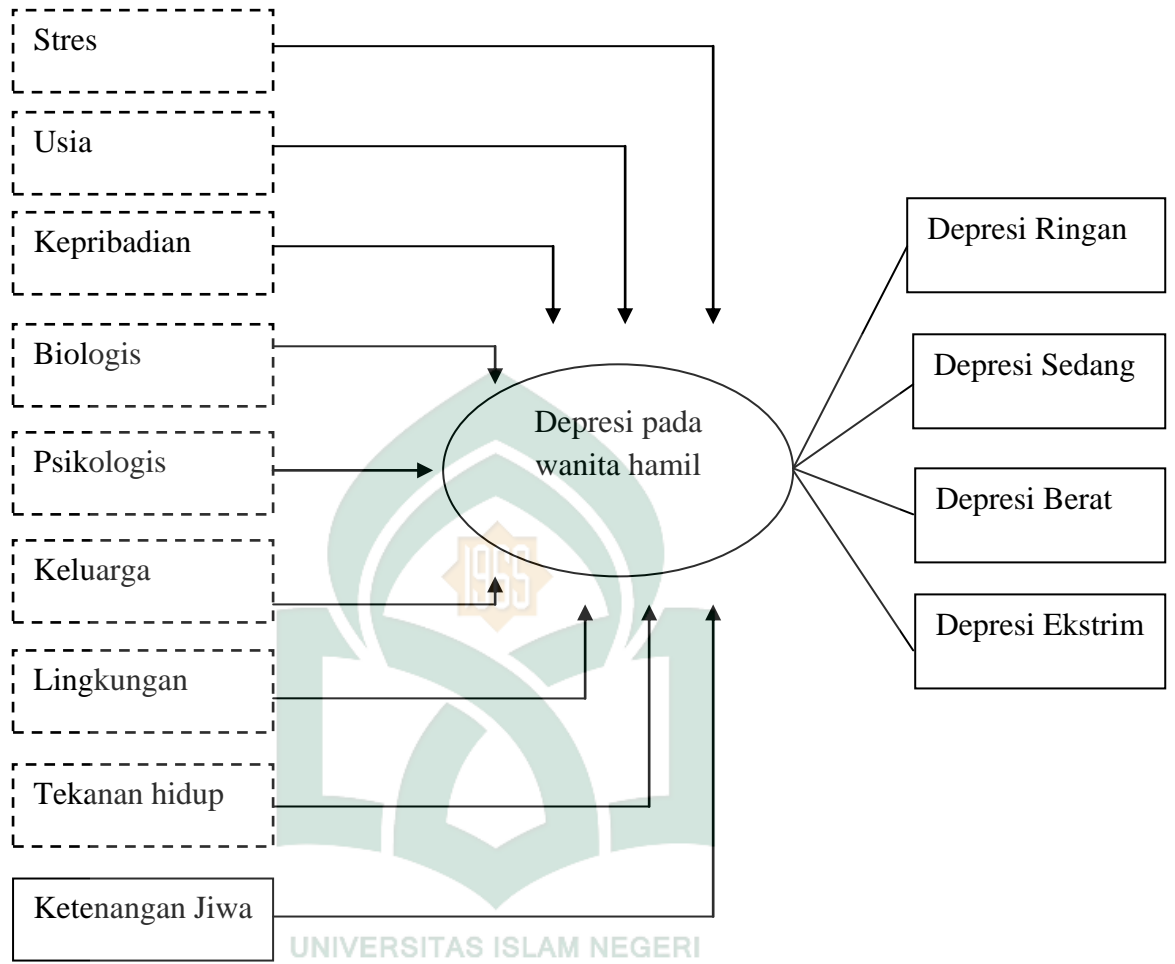 Stres
Usia
Kepribadian
Biologis
Psikologis
Keluarga
Lingkungan
Tekanan hidup
Ketenangan Jiwa
Depresi pada
wanita hamil
1965
Depresi Ringan
Depresi Sedang
Depresi Berat
Depresi Ekstrim
UNIVERSITAS ISLAM NEGERI